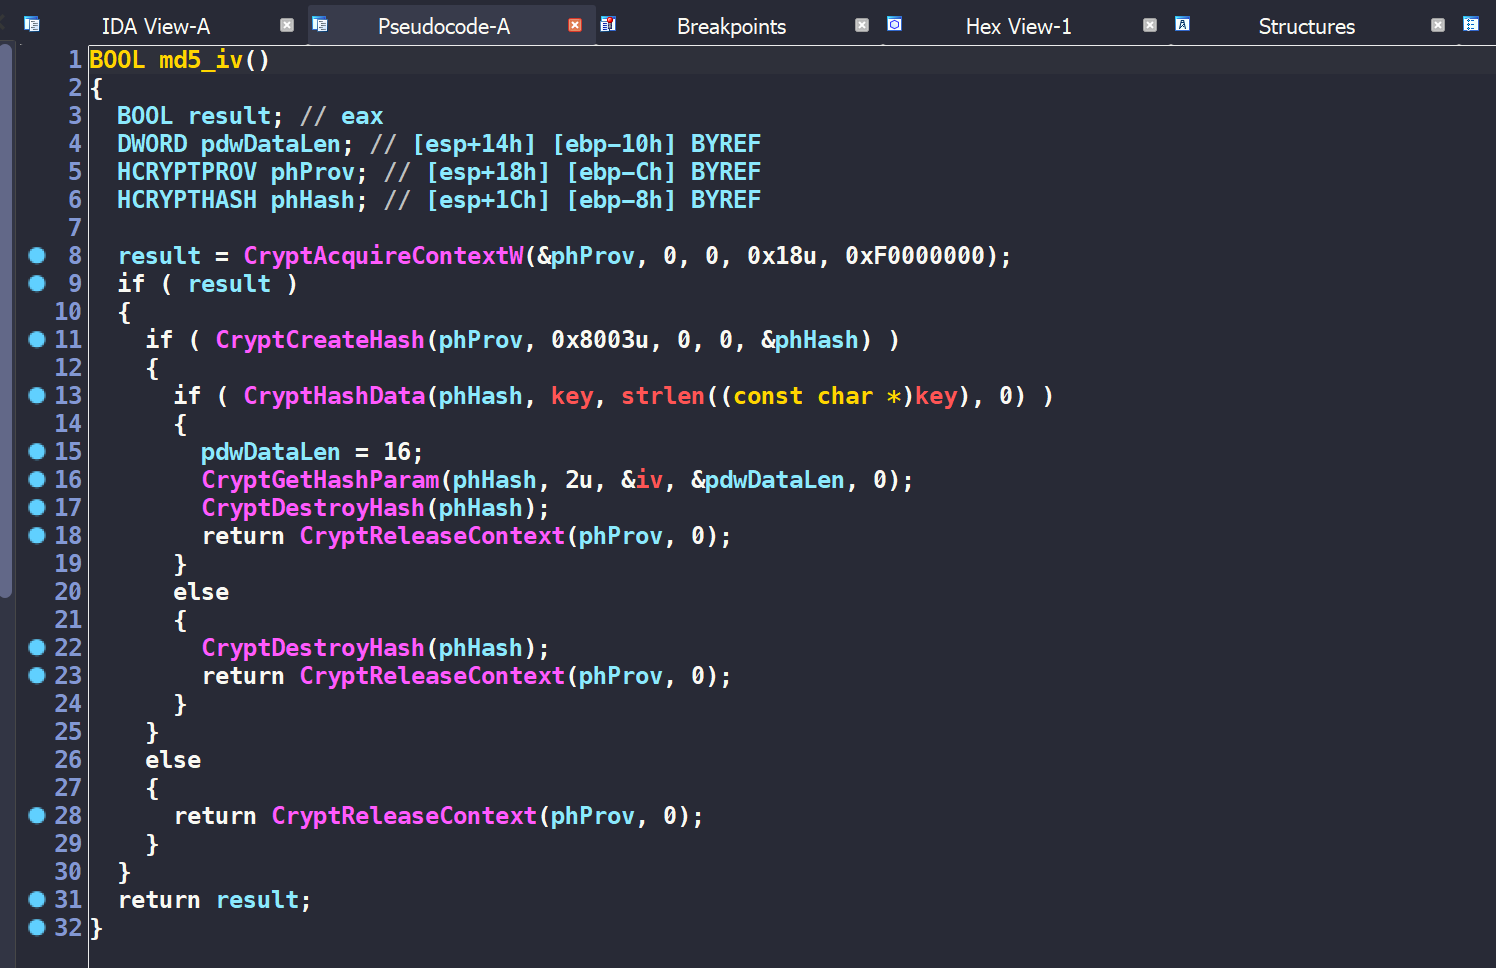 IDA View-A Pseudocode-A Breakpoints Hex View-1 Structures
1 BOOL md5_iv()
2 {
3   BOOL result; // eax
4   DWORD pdwDataLen; // [esp+14h] [ebp-10h] BYREF
5   HCRYPTPROV phProv; // [esp+18h] [ebp-Ch] BYREF
6   HCRYPTHASH phHash; // [esp+1Ch] [ebp-8h] BYREF
7
8   result = CryptAcquireContextW(&phProv, 0, 0, 0x18u, 0xF0000000);
9   if ( result )
10   {
11     if ( CryptCreateHash(phProv, 0x8003u, 0, 0, &phHash) )
12     {
13       if ( CryptHashData(phHash, key, strlen((const char *)key), 0) )
14       {
15         pdwDataLen = 16;
16         CryptGetHashParam(phHash, 2u, &iv, &pdwDataLen, 0);
17         CryptDestroyHash(phHash);
18         return CryptReleaseContext(phProv, 0);
19       }
20       else
21       {
22         CryptDestroyHash(phHash);
23         return CryptReleaseContext(phProv, 0);
24       }
25     }
26     else
27     {
28       return CryptReleaseContext(phProv, 0);
29     }
30   }
31   return result;
32 }